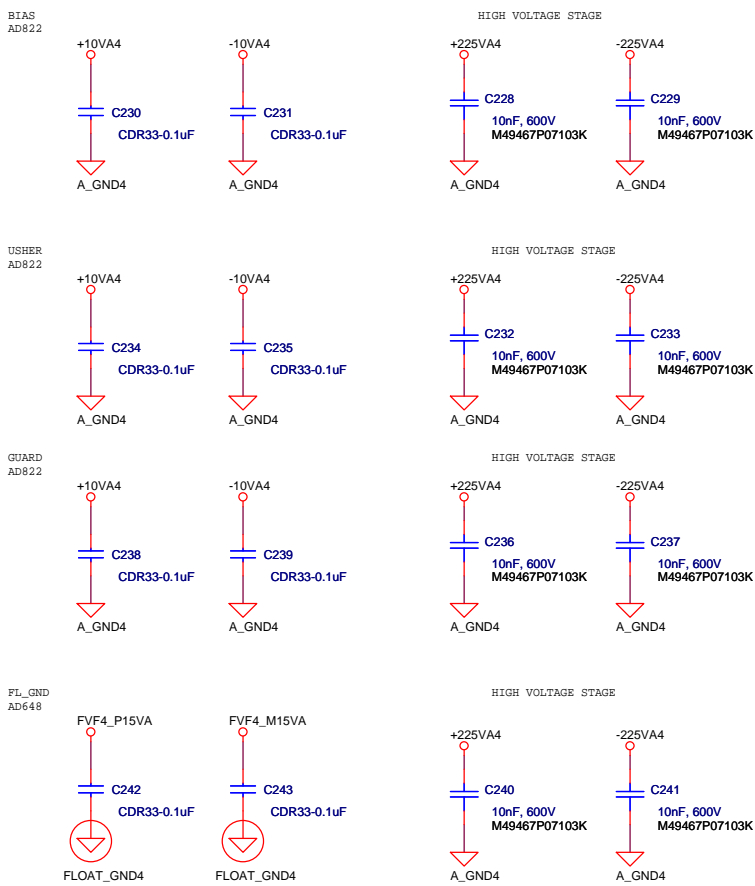 BIAS
AD822
HIGH VOLTAGE STAGE
+10VA4
-10VA4
+225VA4
-225VA4
C230
CDR33-0.1uF
C231
CDR33-0.1uF
C228
10nF, 600V
M49467P07103K
C229
10nF, 600V
M49467P07103K
A_GND4
A_GND4
A_GND4
A_GND4
USHER
AD822
HIGH VOLTAGE STAGE
+10VA4
-10VA4
+225VA4
-225VA4
C234
CDR33-0.1uF
C235
CDR33-0.1uF
C232
10nF, 600V
M49467P07103K
C233
10nF, 600V
M49467P07103K
A_GND4
A_GND4
A_GND4
A_GND4
GUARD
AD822
HIGH VOLTAGE STAGE
+10VA4
-10VA4
+225VA4
-225VA4
C238
CDR33-0.1uF
C239
CDR33-0.1uF
C236
10nF, 600V
M49467P07103K
C237
10nF, 600V
M49467P07103K
A_GND4
A_GND4
A_GND4
A_GND4
FL_GND
AD648
HIGH VOLTAGE STAGE
FVF4_P15VA
FVF4_M15VA
+225VA4
-225VA4
C242
CDR33-0.1uF
C243
CDR33-0.1uF
C240
10nF, 600V
M49467P07103K
C241
10nF, 600V
M49467P07103K
FLOAT_GND4
FLOAT_GND4
A_GND4
A_GND4